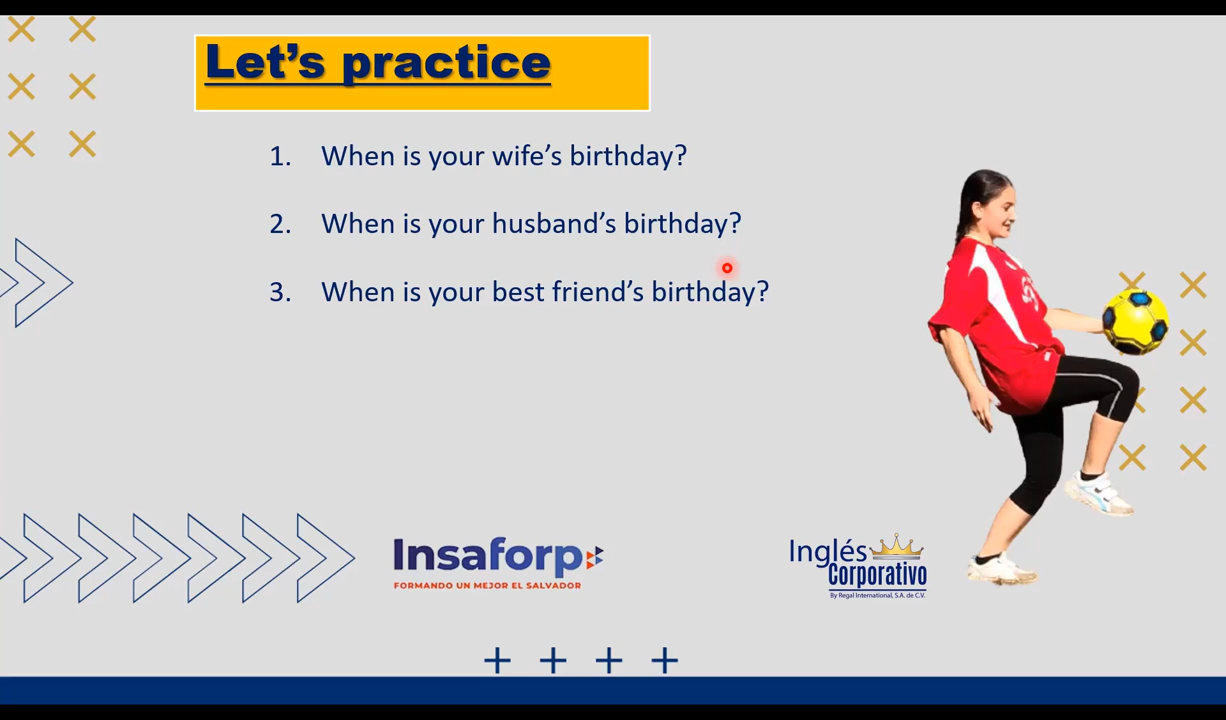 Let’s practice
1. When is your wife’s birthday?
2. When is your husband’s birthday?
3. When is your best friend’s birthday?
Insaforp
FORMANDO UN MEJOR EL SALVADOR
Inglés
Corporativo
By Regal International, S.A. de C.V.